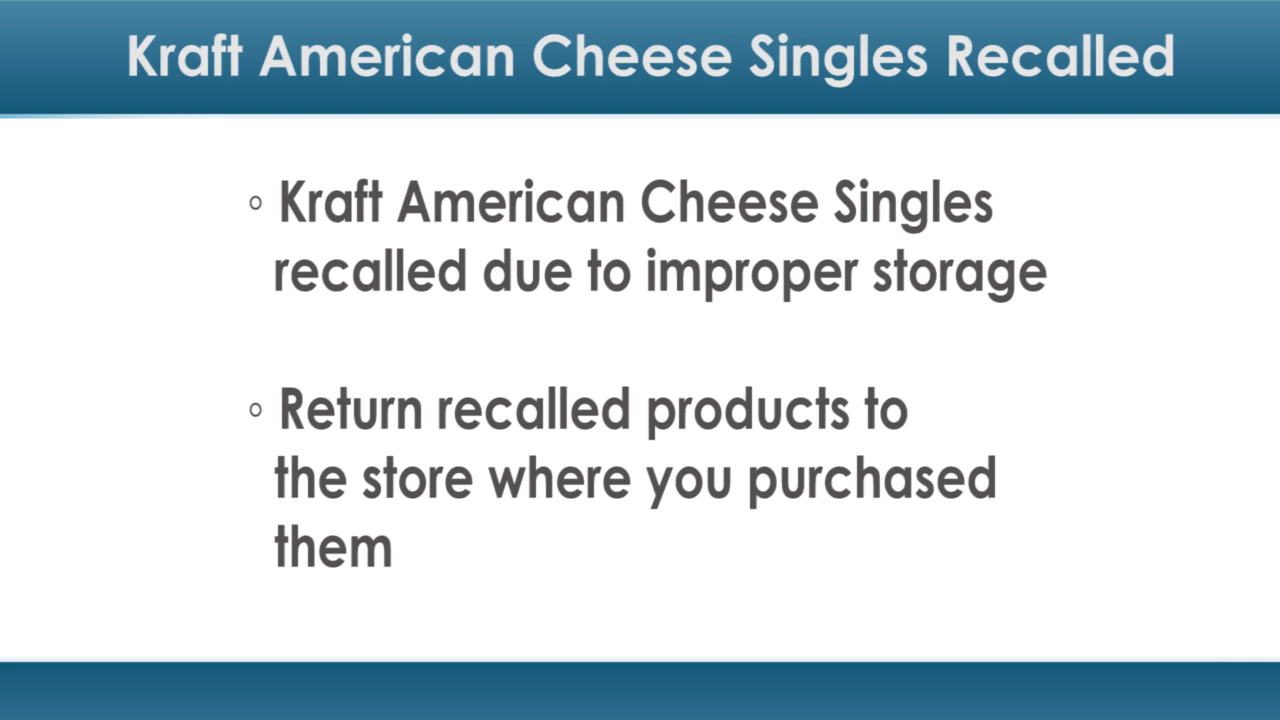 Kraft American Cheese Singles Recalled
◦ Kraft American Cheese Singles
recalled due to improper storage
◦ Return recalled products to
the store where you purchased
them